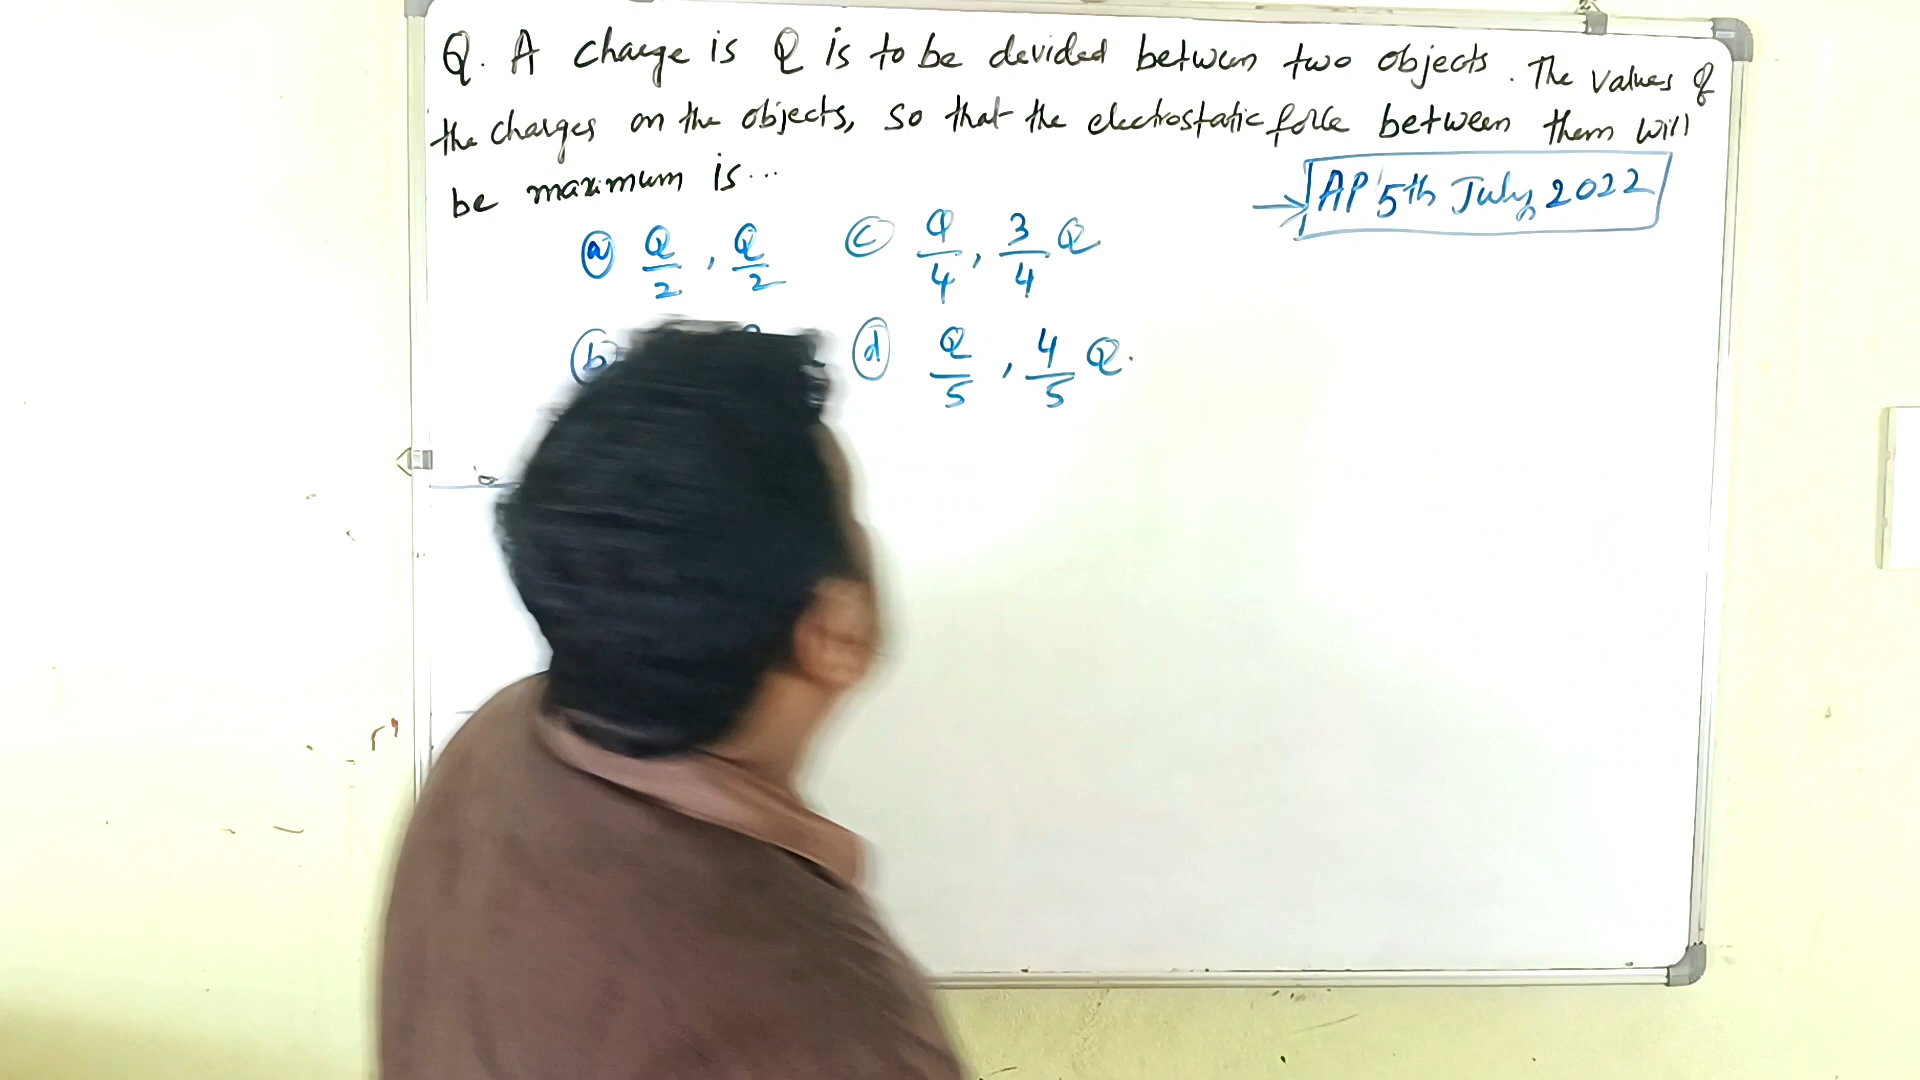 Q. A charge is Q is to be devided between two objects. The values of
the charges on the objects, so that the electrostatic force between them will
be maximum is...
→ AP 5th July 2022
(a) Q/2 , Q/2 (c) Q/4 , 3/4 Q
(b) (d) Q/5 , 4/5 Q.